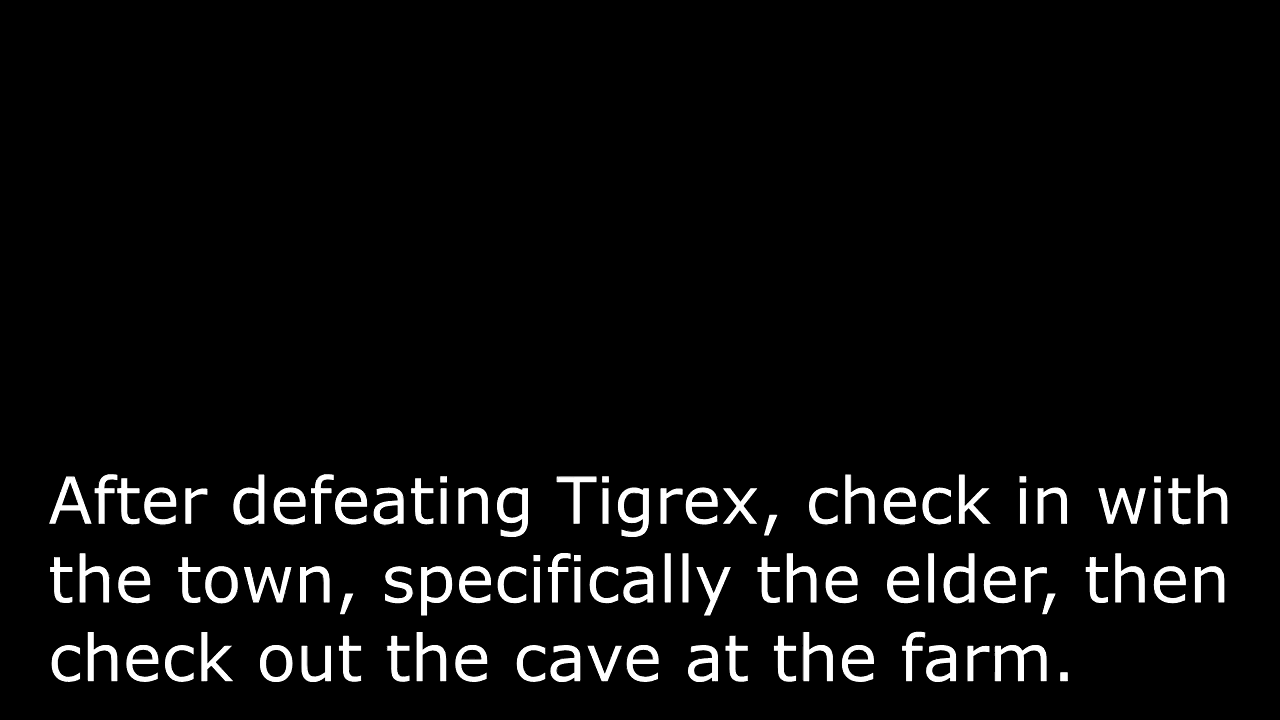 After defeating Tigrex, check in with
the town, specifically the elder, then
check out the cave at the farm.